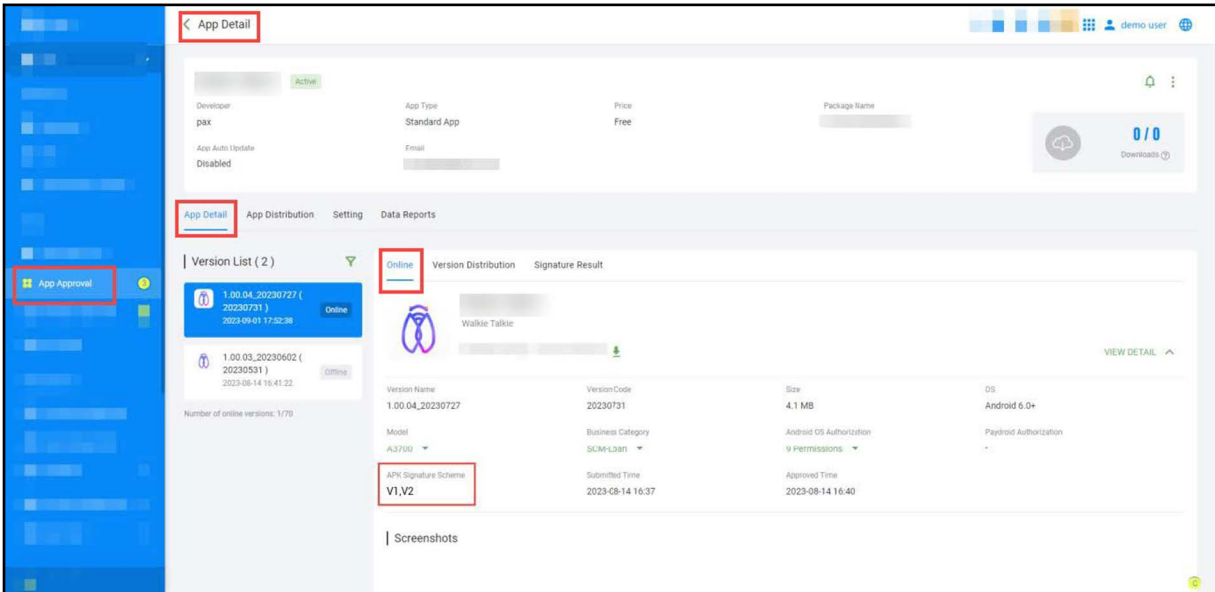 App Detail
demo user
Active
Developer
App Type
Price
Package Name
pax
Standard App
Free
0 / 0
Downloads
App Auto Update
Email
Disabled
App Detail
App Distribution
Setting
Data Reports
Version List ( 2 )
Online
Version Distribution
Signature Result
App Approval
3
1.00.04_20230727 (
20230731 )
Online
2023-09-01 17:52:38
Walkie Talkie
VIEW DETAIL
1.00.03_20230602 (
20230531 )
Offline
2023-08-14 16:41:22
Number of online versions: 1/70
Version Name
Version Code
Size
OS
1.00.04_20230727
20230731
4.1 MB
Android 6.0+
Model
Business Category
Android OS Authorization
Paydroid Authorization
A3700
SCM-Loan
9 Permissions
-
APK Signature Scheme
Submitted Time
Approved Time
V1,V2
2023-08-14 16:37
2023-08-14 16:40
Screenshots